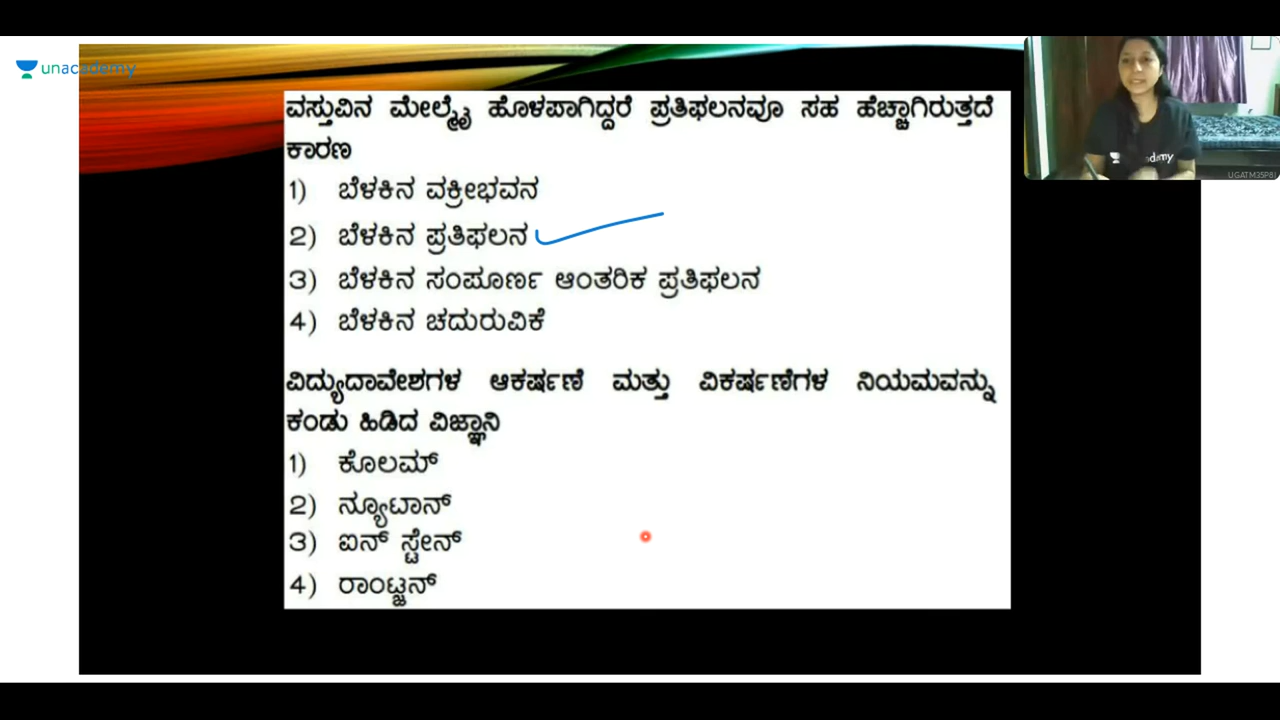 unacademy
ವಸ್ತುವಿನ ಮೇಲ್ಮೈ ಹೊಳಪಾಗಿದ್ದರೆ ಪ್ರತಿಫಲನವೂ ಸಹ ಹೆಚ್ಚಾಗಿರುತ್ತದೆ
ಕಾರಣ
1) ಬೆಳಕಿನ ವಕ್ರೀಭವನ
2) ಬೆಳಕಿನ ಪ್ರತಿಫಲನ
3) ಬೆಳಕಿನ ಸಂಪೂರ್ಣ ಆಂತರಿಕ ಪ್ರತಿಫಲನ
4) ಬೆಳಕಿನ ಚದುರುವಿಕೆ
ವಿದ್ಯುದಾವೇಶಗಳ ಆಕರ್ಷಣೆ ಮತ್ತು ವಿಕರ್ಷಣೆಗಳ ನಿಯಮವನ್ನು
ಕಂಡು ಹಿಡಿದ ವಿಜ್ಞಾನಿ
1) ಕೊಲಮ್
2) ನ್ಯೂಟಾನ್
3) ಐನ್ ಸ್ಟೇನ್
4) ರಾಂಟ್ಜನ್
UGATM35P8I